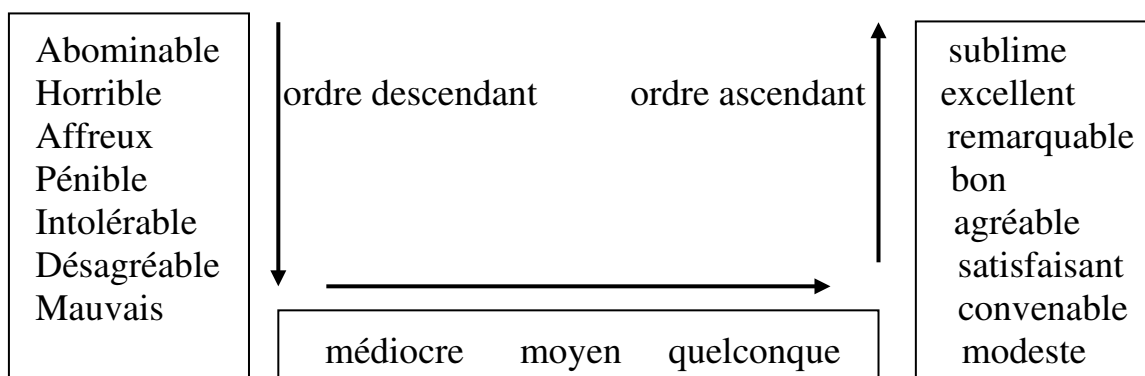 Abominable
Horrible
Affreux
Pénible
Intolérable
Désagréable
Mauvais
ordre descendant
ordre ascendant
médiocre moyen quelconque
sublime
excellent
remarquable
bon
agréable
satisfaisant
convenable
modeste